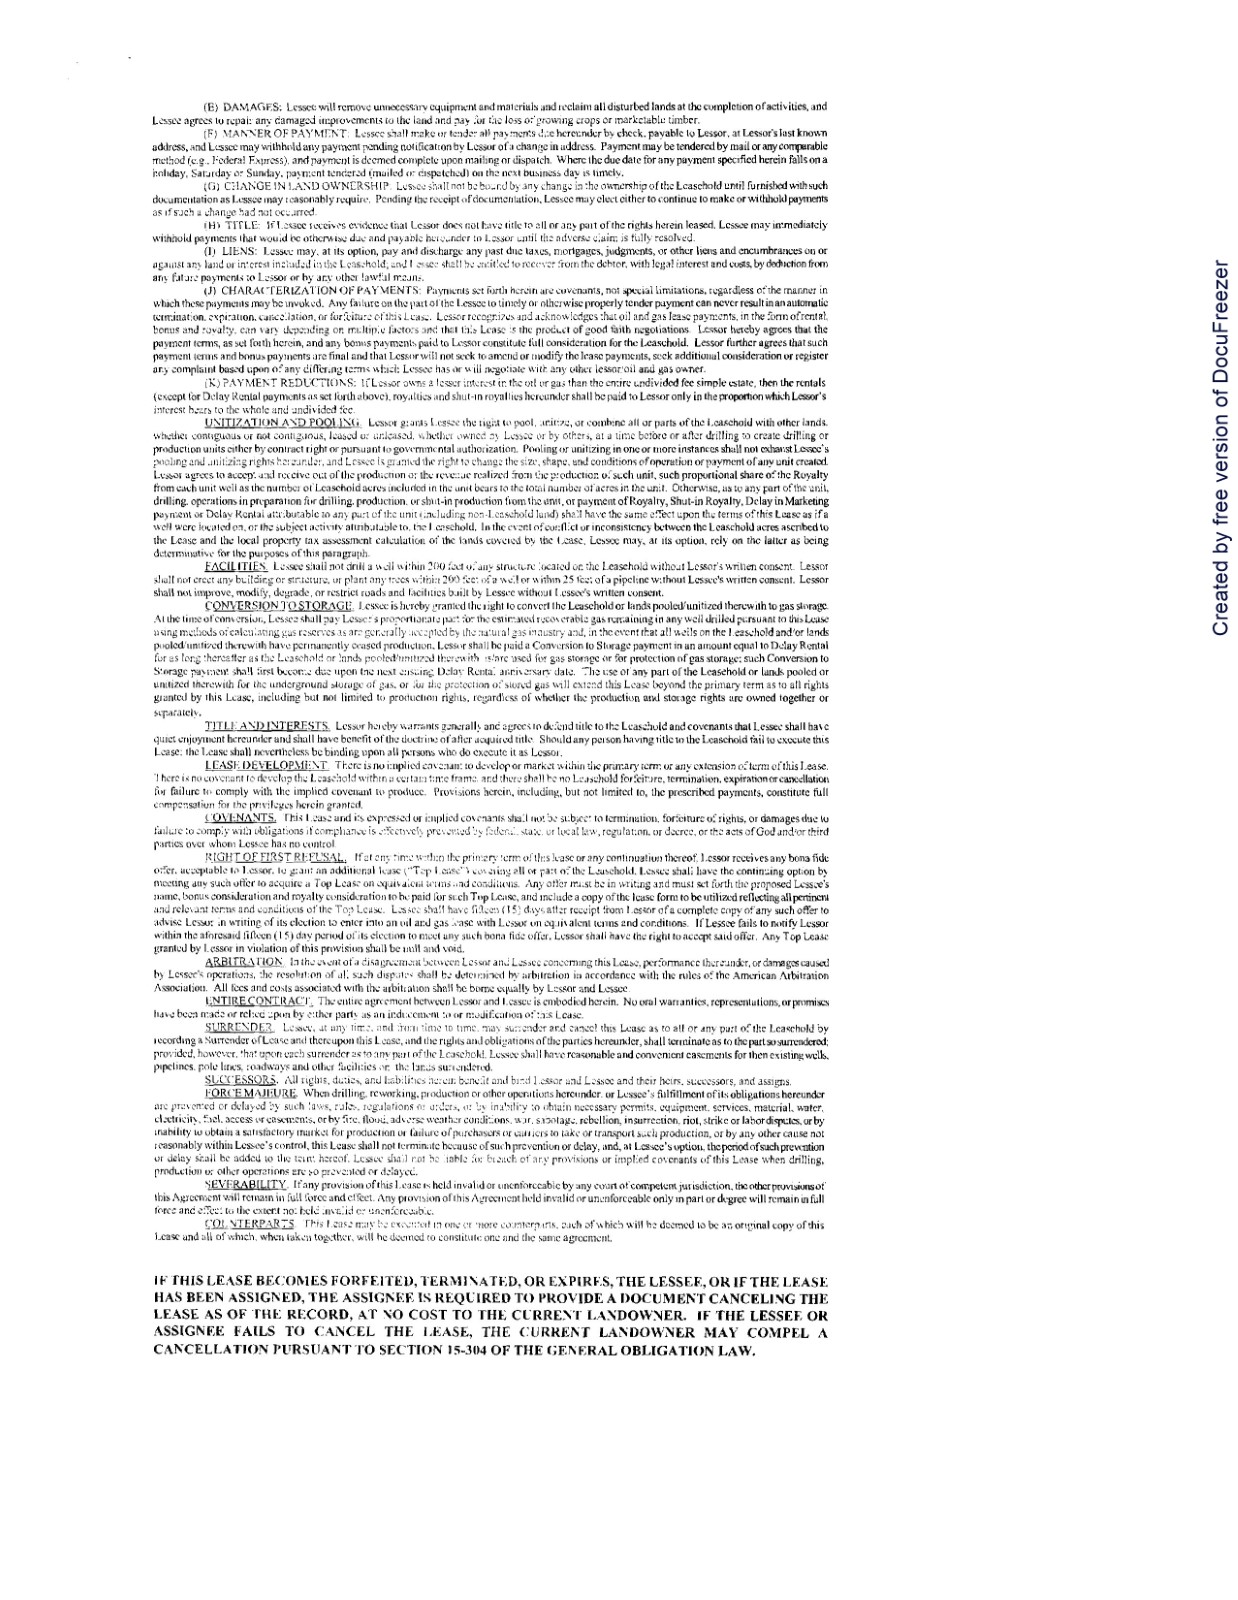 (E) DAMAGES: Lessee will remove unnecessary equipment and materials and reclaim all disturbed lands at the completion of activities, and
Lessee agrees to repair any damaged improvements to the land and pay for the loss of growing crops or marketable timber.
(F) MANNER OF PAYMENT: Lessee shall make or tender all payments due hereunder by check, payable to Lessor, at Lessor's last known
address, and Lessee may withhold any payment pending notification by Lessor of a change in address. Payment may be tendered by mail or any comparable
method (e.g., Federal Express), and payment is deemed complete upon mailing or dispatch. Where the due date for any payment specified herein falls on a
holiday, Saturday or Sunday, payment tendered (mailed or dispatched) on the next business day is timely.
(G) CHANGE IN LAND OWNERSHIP: Lessee shall not be bound by any change in the ownership of the Leasehold until furnished with such
documentation as Lessee may reasonably require. Pending the receipt of documentation, Lessee may elect either to continue to make or withhold payments
as if such a change had not occurred.
(H) TITLE: If Lessee receives evidence that Lessor does not have title to all or any part of the rights herein leased, Lessee may immediately
withhold payments that would be otherwise due and payable hereunder to Lessor until the adverse claim is fully resolved.
(I) LIENS: Lessee may, at its option, pay and discharge any past due taxes, mortgages, judgments, or other liens and encumbrances on or
against any land or interest included in the Leasehold; and Lessee shall be entitled to recover from the debtor, with legal interest and costs, by deduction from
any future payments to Lessor or by any other lawful means.
(J) CHARACTERIZATION OF PAYMENTS: Payments set forth herein are covenants, not special limitations, regardless of the manner in
which these payments may be invoked. Any failure on the part of the Lessee to timely or otherwise properly tender payment can never result in an automatic
termination, expiration, cancellation, or forfeiture of this Lease. Lessor recognizes and acknowledges that oil and gas lease payments, in the form of rental,
bonus and royalty, can vary depending on multiple factors and that this Lease is the product of good faith negotiations. Lessor hereby agrees that the
payment terms, as set forth herein, and any bonus payments paid to Lessor constitute full consideration for the Leasehold. Lessor further agrees that such
payment terms and bonus payments are final and that Lessor will not seek to amend or modify the lease payments, seek additional consideration or register
any complaint based upon of any differing terms which Lessee has or will negotiate with any other lessor/oil and gas owner.
(K) PAYMENT REDUCTIONS: If Lessor owns a lesser interest in the oil or gas than the entire undivided fee simple estate, then the rentals
(except for Delay Rental payments as set forth above), royalties and shut-in royalties hereunder shall be paid to Lessor only in the proportion which Lessor's
interest bears to the whole and undivided fee.
UNITIZATION AND POOLING. Lessor grants Lessee the right to pool, unitize, or combine all or parts of the Leasehold with other lands,
whether contiguous or not contiguous, leased or unleased, whether owned by Lessee or by others, at a time before or after drilling to create drilling or
production units either by contract right or pursuant to governmental authorization. Pooling or unitizing in one or more instances shall not exhaust Lessee's
pooling and unitizing rights hereunder, and Lessee is granted the right to change the size, shape, and conditions of operation or payment of any unit created.
Lessor agrees to accept and receive out of the production or the revenue realized from the production of such unit, such proportional share of the Royalty
from each unit well as the number of Leasehold acres included in the unit bears to the total number of acres in the unit. Otherwise, as to any part of the unit,
drilling, operations in preparation for drilling, production, or shut-in production from the unit, or payment of Royalty, Shut-in Royalty, Delay in Marketing
payment or Delay Rental attributable to any part of the unit (including non-Leasehold land) shall have the same effect upon the terms of this Lease as if a
well were located on, or the subject activity attributable to, the Leasehold. In the event of conflict or inconsistency between the Leasehold acres ascribed to
the Lease and the local property tax assessment calculation of the lands covered by the Lease, Lessee may, at its option, rely on the latter as being
determinative for the purposes of this paragraph.
FACILITIES. Lessee shall not drill a well within 200 feet of any structure located on the Leasehold without Lessor's written consent. Lessor
shall not erect any building or structure, or plant any trees within 200 feet of a well or within 25 feet of a pipeline without Lessee's written consent. Lessor
shall not improve, modify, degrade, or restrict roads and facilities built by Lessee without Lessee's written consent.
CONVERSION TO STORAGE. Lessee is hereby granted the right to convert the Leasehold or lands pooled/unitized therewith to gas storage.
At the time of conversion, Lessee shall pay Lessor's proportionate part for the estimated recoverable gas remaining in any well drilled pursuant to this Lease
using methods of calculating gas reserves as are generally accepted by the natural gas industry and, in the event that all wells on the Leasehold and/or lands
pooled/unitized therewith have permanently ceased production, Lessor shall be paid a Conversion to Storage payment in an amount equal to Delay Rental
for as long thereafter as the Leasehold or lands pooled/unitized therewith is/are used for gas storage or for protection of gas storage; such Conversion to
Storage payment shall first become due upon the next ensuing Delay Rental anniversary date. The use of any part of the Leasehold or lands pooled or
unitized therewith for the underground storage of gas, or for the protection of stored gas will extend this Lease beyond the primary term as to all rights
granted by this Lease, including but not limited to production rights, regardless of whether the production and storage rights are owned together or
separately.
TITLE AND INTERESTS. Lessor hereby warrants generally and agrees to defend title to the Leasehold and covenants that Lessee shall have
quiet enjoyment hereunder and shall have benefit of the doctrine of after acquired title. Should any person having title to the Leasehold fail to execute this
Lease, the Lease shall nevertheless be binding upon all persons who do execute it as Lessor.
LEASE DEVELOPMENT. There is no implied covenant to develop or market within the primary term or any extension of term of this Lease.
There is no covenant to develop the Leasehold within a certain time frame, and there shall be no Leasehold forfeiture, termination, expiration or cancellation
for failure to comply with the implied covenant to produce. Provisions herein, including, but not limited to, the prescribed payments, constitute full
compensation for the privileges herein granted.
COVENANTS. This Lease and its expressed or implied covenants shall not be subject to termination, forfeiture of rights, or damages due to
failure to comply with obligations if compliance is effectively prevented by federal, state, or local law, regulation, or decree, or the acts of God and/or third
parties over whom Lessee has no control.
RIGHT OF FIRST REFUSAL. If at any time within the primary term of this lease or any continuation thereof, Lessor receives any bona fide
offer, acceptable to Lessor, to grant an additional lease ("Top Lease") covering all or part of the Leasehold, Lessee shall have the continuing option by
meeting any such offer to acquire a Top Lease on equivalent terms and conditions. Any offer must be in writing and must set forth the proposed Lessee's
name, bonus consideration and royalty consideration to be paid for such Top Lease, and include a copy of the lease form to be utilized reflecting all pertinent
and relevant terms and conditions of the Top Lease. Lessee shall have fifteen (15) days after receipt from Lessor of a complete copy of any such offer to
advise Lessor in writing of its election to enter into an oil and gas lease with Lessor on equivalent terms and conditions. If Lessee fails to notify Lessor
within the aforesaid fifteen (15) day period of its election to meet any such bona fide offer, Lessor shall have the right to accept said offer. Any Top Lease
granted by Lessor in violation of this provision shall be null and void.
ARBITRATION. In the event of a disagreement between Lessor and Lessee concerning this Lease, performance thereunder, or damages caused
by Lessee's operations, the resolution of all such disputes shall be determined by arbitration in accordance with the rules of the American Arbitration
Association. All fees and costs associated with the arbitration shall be borne equally by Lessor and Lessee.
ENTIRE CONTRACT. The entire agreement between Lessor and Lessee is embodied herein. No oral warranties, representations, or promises
have been made or relied upon by either party as an inducement to or modification of this Lease.
SURRENDER. Lessee, at any time, and from time to time, may surrender and cancel this Lease as to all or any part of the Leasehold by
recording a Surrender of Lease and thereupon this Lease, and the rights and obligations of the parties hereunder, shall terminate as to the part so surrendered;
provided, however, that upon each surrender as to any part of the Leasehold, Lessee shall have reasonable and convenient easements for then existing wells,
pipelines, pole lines, roadways and other facilities on the lands surrendered.
SUCCESSORS. All rights, duties, and liabilities herein benefit and bind Lessor and Lessee and their heirs, successors, and assigns.
FORCE MAJEURE. When drilling, reworking, production or other operations hereunder, or Lessee's fulfillment of its obligations hereunder
are prevented or delayed by such laws, rules, regulations or orders, or by inability to obtain necessary permits, equipment, services, material, water,
electricity, fuel, access or easements, or by fire, flood, adverse weather conditions, war, sabotage, rebellion, insurrection, riot, strike or labor disputes, or by
inability to obtain a satisfactory market for production or failure of purchasers or carriers to take or transport such production, or by any other cause not
reasonably within Lessee's control, this Lease shall not terminate because of such prevention or delay, and, at Lessee's option, the period of such prevention
or delay shall be added to the term hereof. Lessee shall not be liable for breach of any provisions or implied covenants of this Lease when drilling,
production or other operations are so prevented or delayed.
SEVERABILITY. If any provision of this Lease is held invalid or unenforceable by any court of competent jurisdiction, the other provisions of
this Agreement will remain in full force and effect. Any provision of this Agreement held invalid or unenforceable only in part or degree will remain in full
force and effect to the extent not held invalid or unenforceable.
COUNTERPARTS. This Lease may be executed in one or more counterparts, each of which will be deemed to be an original copy of this
Lease and all of which, when taken together, will be deemed to constitute one and the same agreement.
IF THIS LEASE BECOMES FORFEITED, TERMINATED, OR EXPIRES, THE LESSEE, OR IF THE LEASE
HAS BEEN ASSIGNED, THE ASSIGNEE IS REQUIRED TO PROVIDE A DOCUMENT CANCELING THE
LEASE AS OF THE RECORD, AT NO COST TO THE CURRENT LANDOWNER. IF THE LESSEE OR
ASSIGNEE FAILS TO CANCEL THE LEASE, THE CURRENT LANDOWNER MAY COMPEL A
CANCELLATION PURSUANT TO SECTION 15-304 OF THE GENERAL OBLIGATION LAW.
Created by free version of DocuFreezer